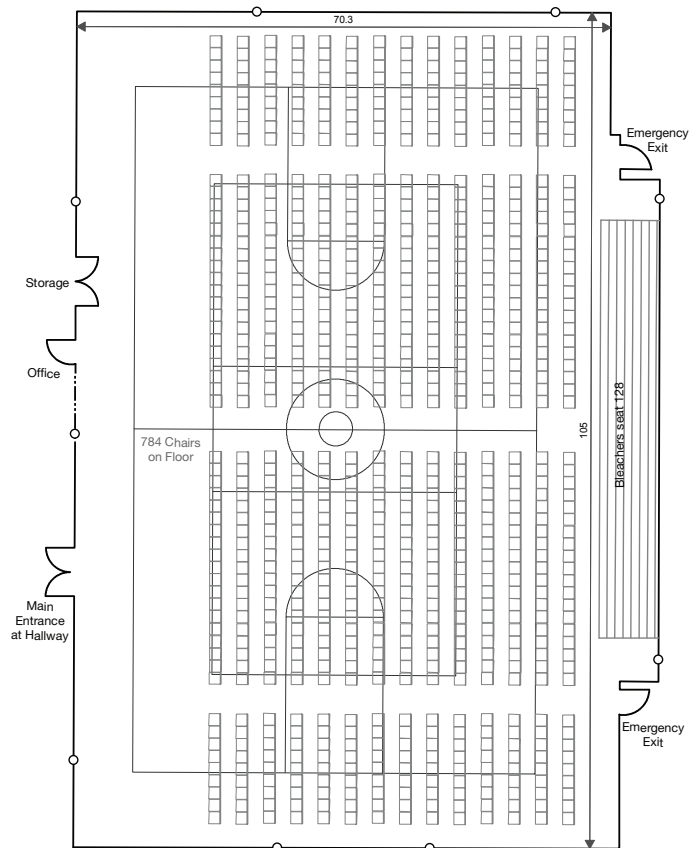 70.3
Emergency
Exit
Storage
Office
784 Chairs
on Floor
105
Bleachers seat 128
Main
Entrance
at Hallway
Emergency
Exit